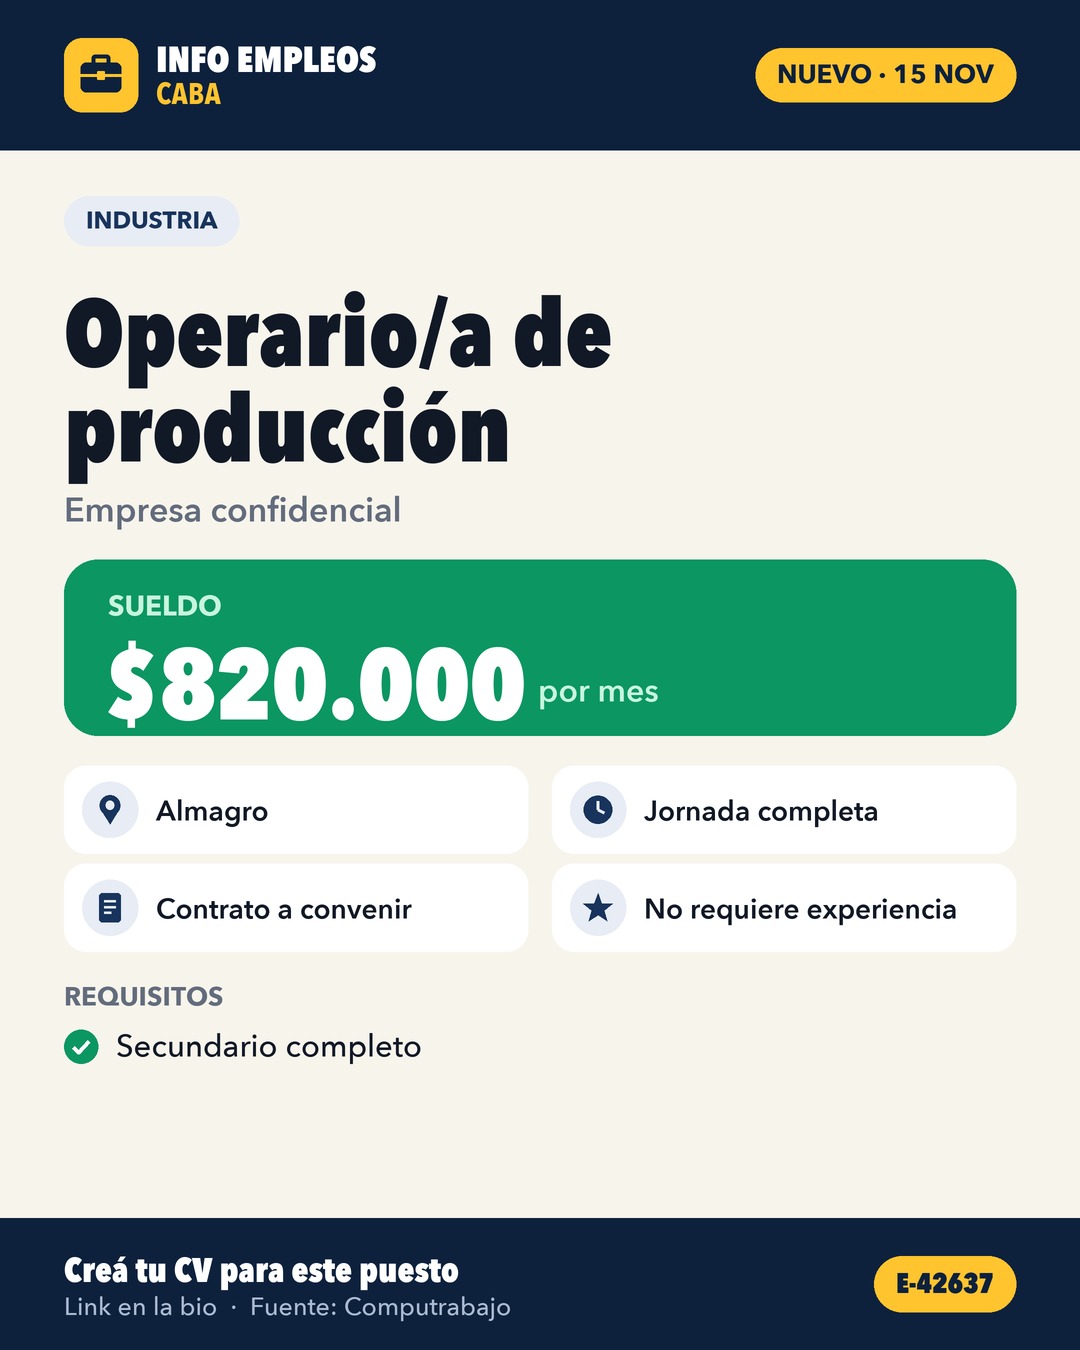 INFO EMPLEOS
CABA
NUEVO · 15 NOV
INDUSTRIA
Operario/a de
producción
Empresa confidencial
SUELDO
$820.000 por mes
Almagro
Jornada completa
Contrato a convenir
No requiere experiencia
REQUISITOS
Secundario completo
Creá tu CV para este puesto
Link en la bio · Fuente: Computrabajo
E-42637